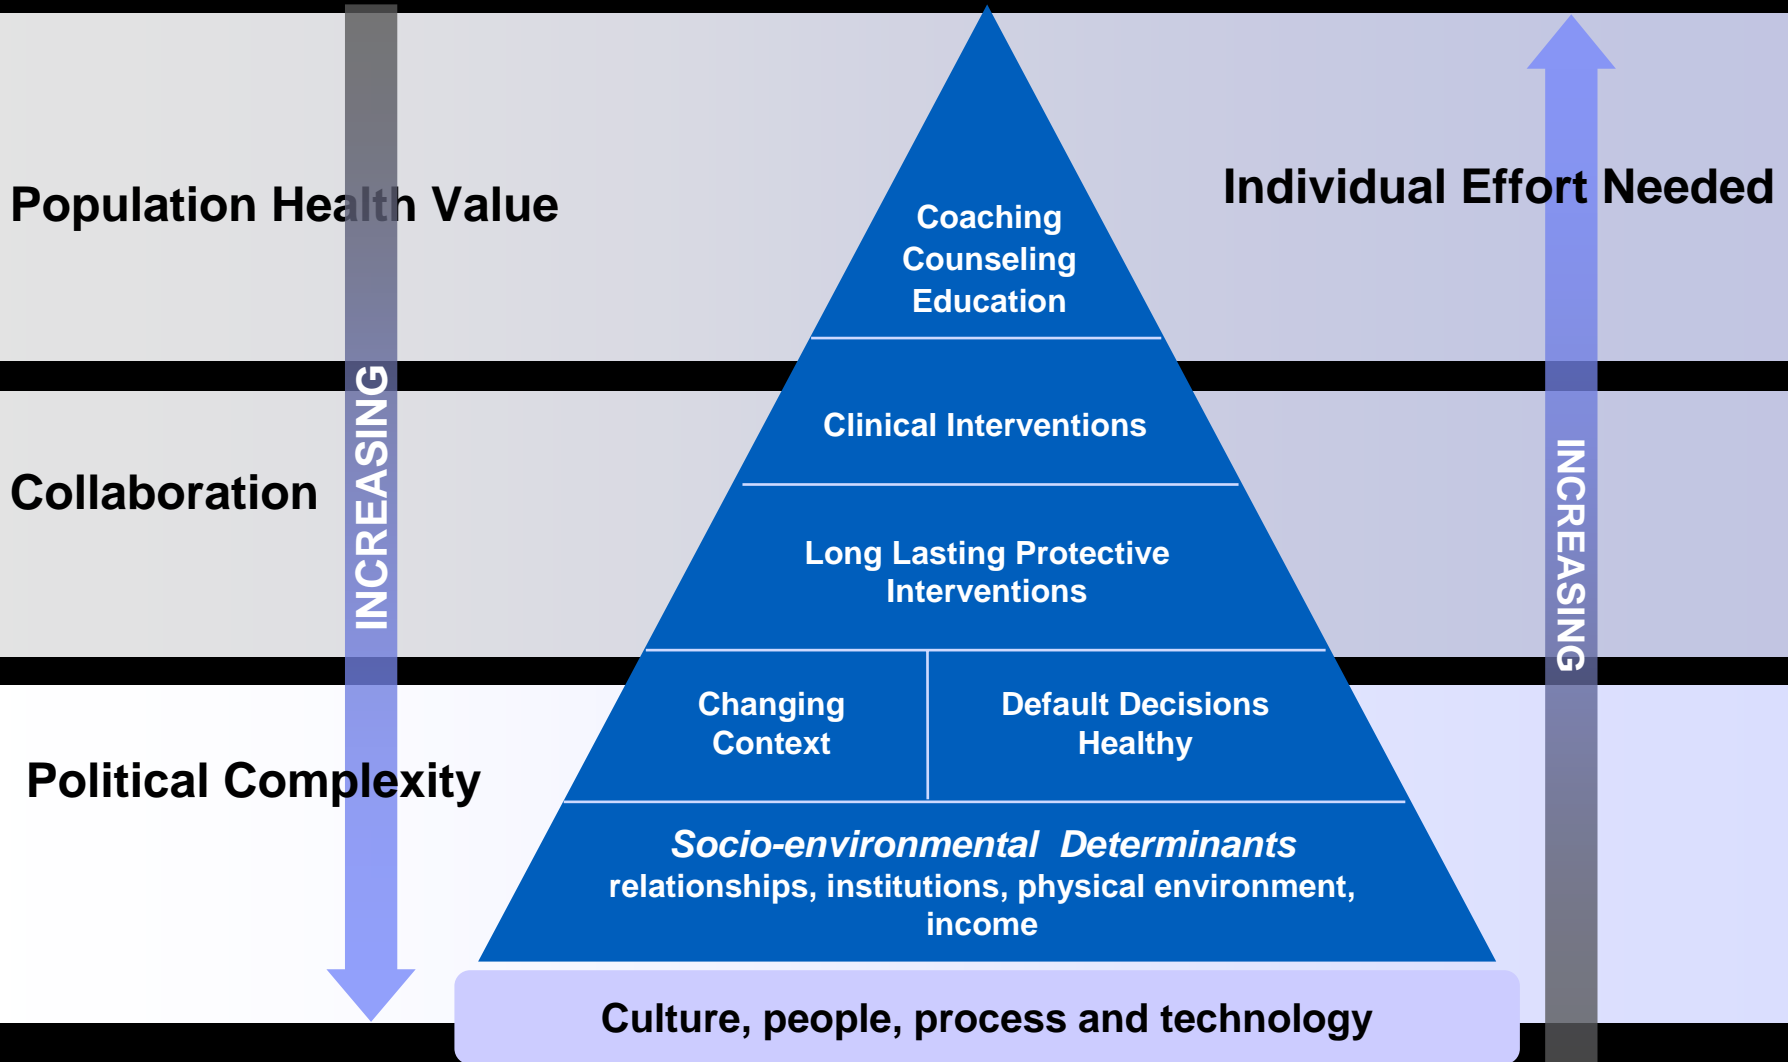 Population Health Value
Individual Effort Needed
Coaching
Counseling
Education
INCREASING
Clinical Interventions
Collaboration
INCREASING
Long Lasting Protective
Interventions
Changing
Context
Default Decisions
Healthy
Political Complexity
Socio-environmental Determinants
relationships, institutions, physical environment,
income
Culture, people, process and technology